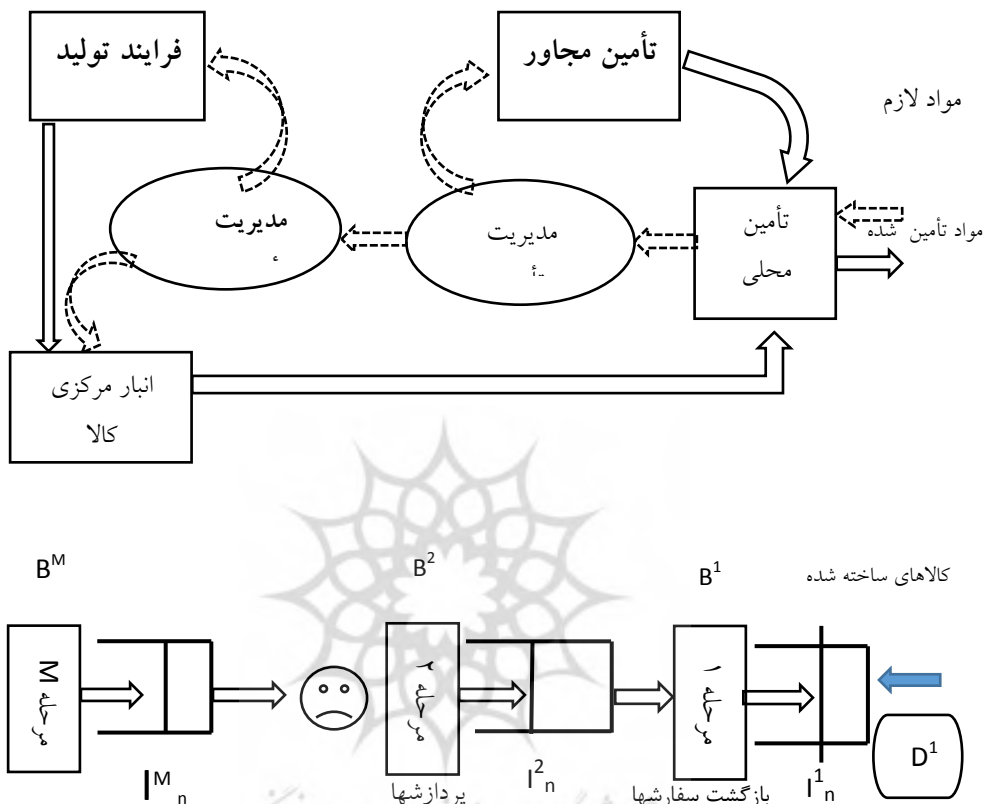 فرایند تولید
تأمین مجاور
مواد لازم
مدیریت
مدیریت
تأمین
محلی
مواد تأمین شده
انبار مرکزی
کالا
B^M
B^2
B^1
کالاهای ساخته شده
مرحله M
مرحله ۲
مرحله ۱
D^1
I^M_n
پردازشها
I^2_n
بازگشت سفارشها
I^1_n